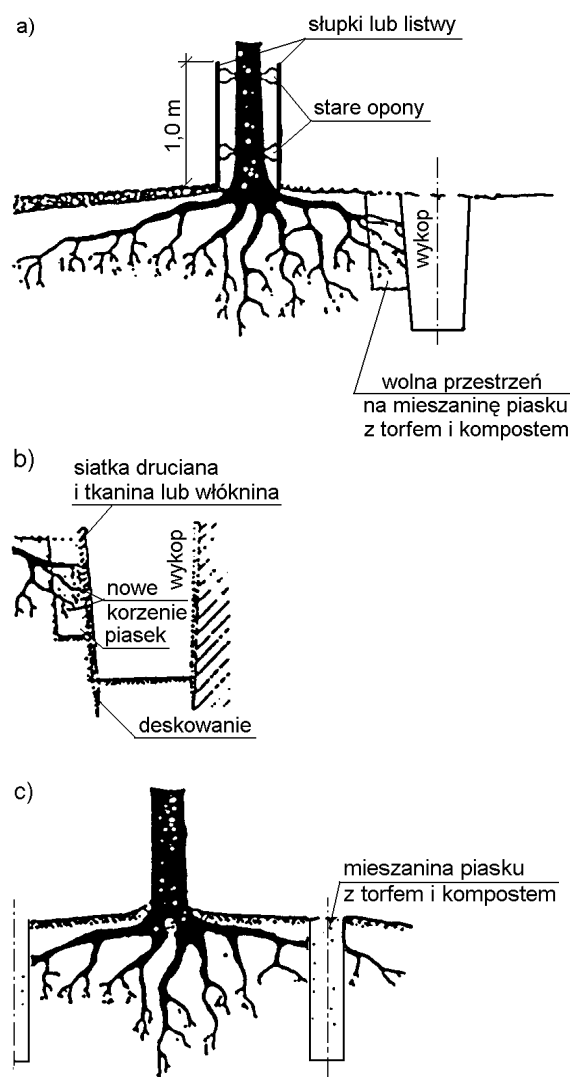 a)
słupki lub listwy
1,0 m
stare opony
wykop
wolna przestrzeń
na mieszaninę piasku
z torfem i kompostem
b)
siatka druciana
i tkanina lub włóknina
wykop
nowe
korzenie
piasek
deskowanie
c)
mieszanina piasku
z torfem i kompostem